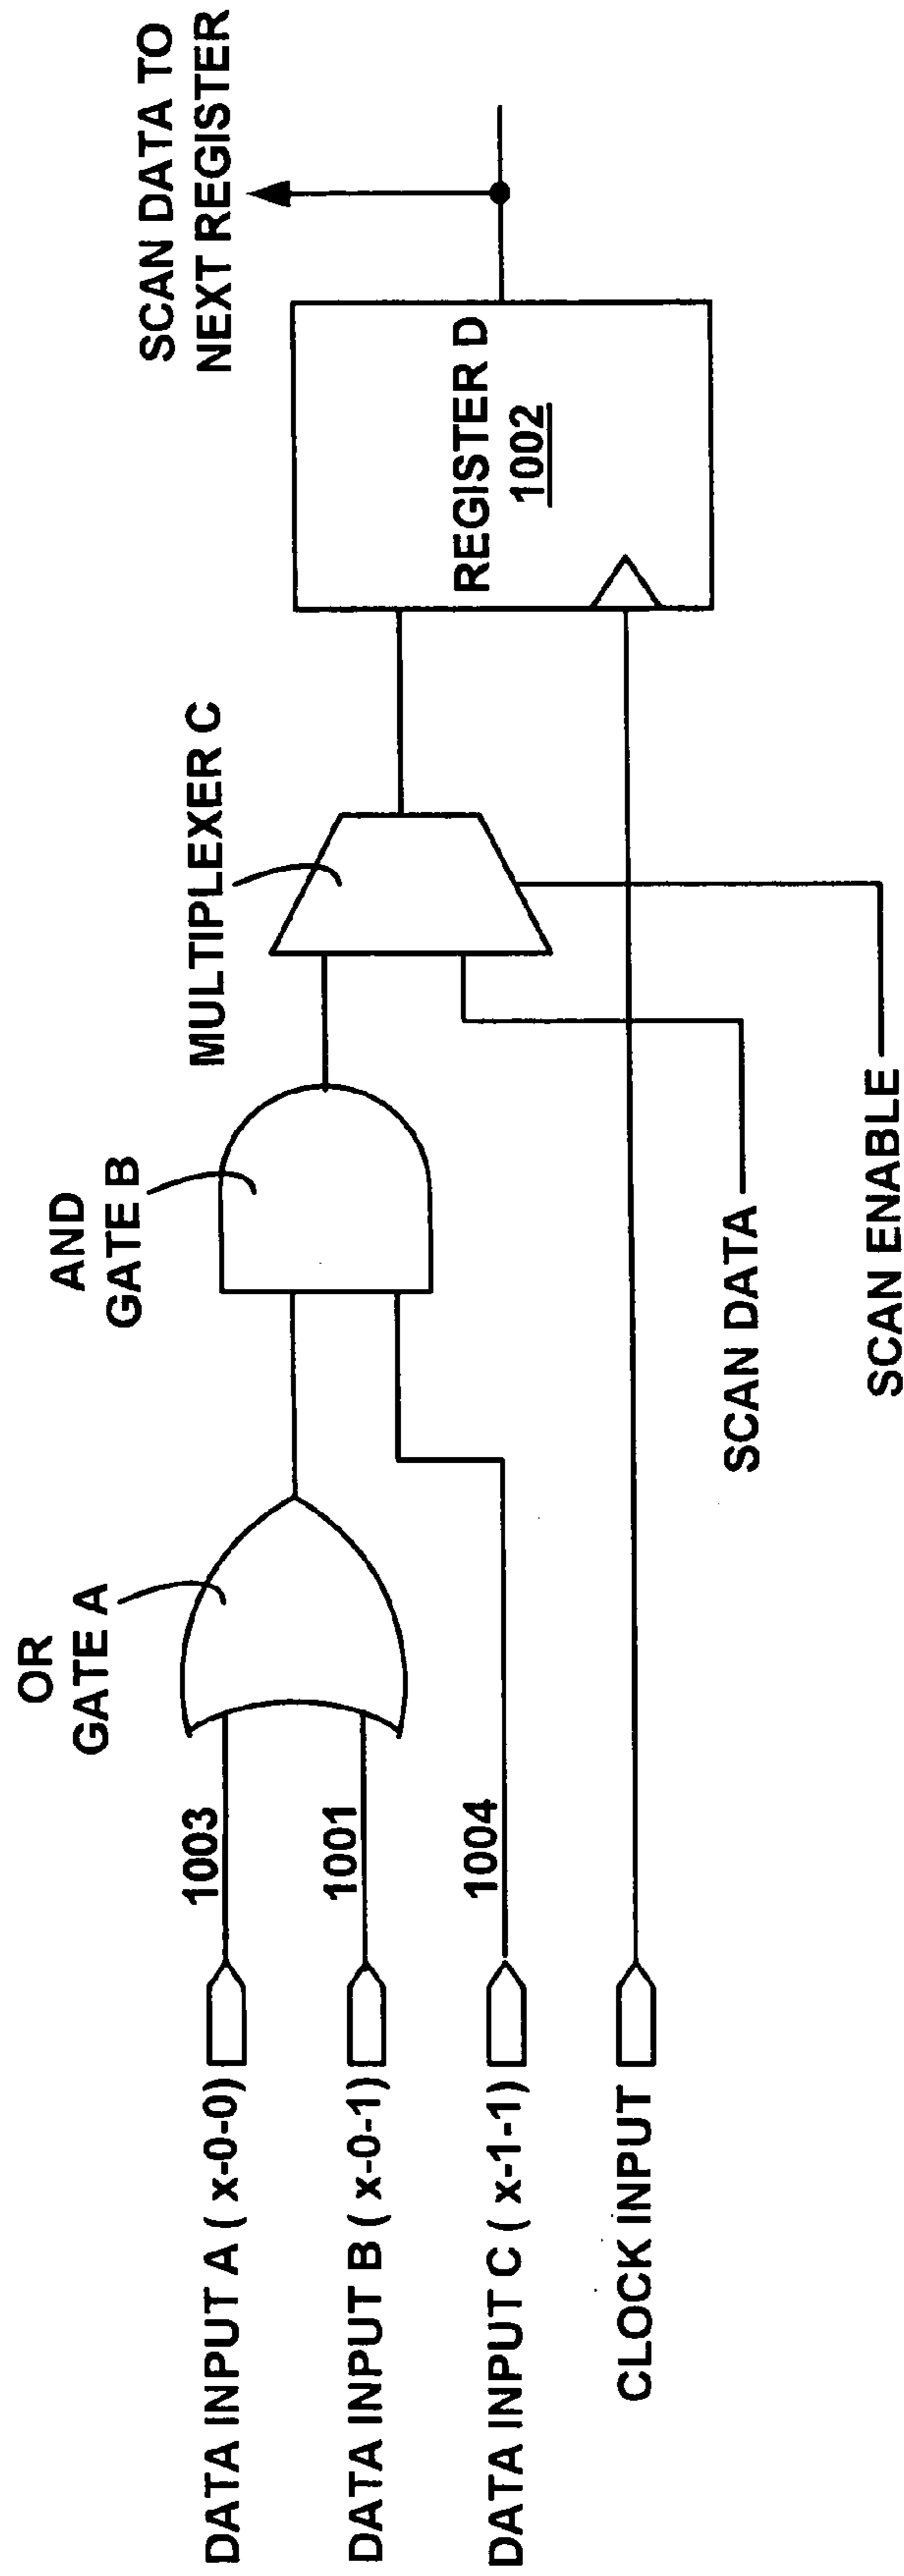 SCAN DATA TO
NEXT REGISTER
MULTIPLEXER C
AND
GATE B
OR
GATE A
REGISTER D
1002
1003
1001
1004
DATA INPUT A ( x-0-0)
DATA INPUT B ( x-0-1)
DATA INPUT C ( x-1-1)
CLOCK INPUT
SCAN DATA
SCAN ENABLE